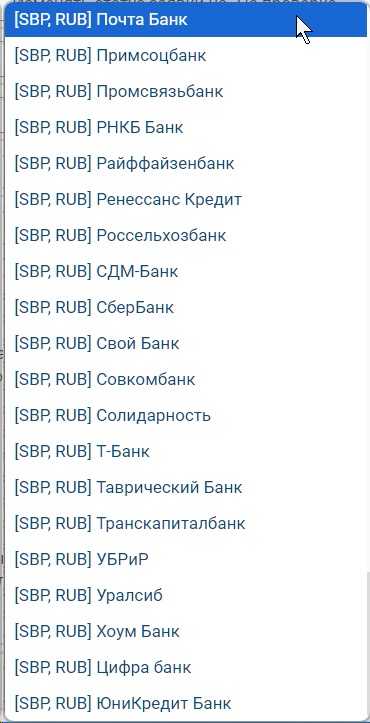 [SBP, RUB] Почта Банк
[SBP, RUB] Примсоцбанк
[SBP, RUB] Промсвязьбанк
[SBP, RUB] РНКБ Банк
[SBP, RUB] Райффайзенбанк
[SBP, RUB] Ренессанс Кредит
[SBP, RUB] Россельхозбанк
[SBP, RUB] СДМ-Банк
[SBP, RUB] СберБанк
[SBP, RUB] Свой Банк
[SBP, RUB] Совкомбанк
[SBP, RUB] Солидарность
[SBP, RUB] Т-Банк
[SBP, RUB] Таврический Банк
[SBP, RUB] Транскапиталбанк
[SBP, RUB] УБРиР
[SBP, RUB] Уралсиб
[SBP, RUB] Хоум Банк
[SBP, RUB] Цифра банк
[SBP, RUB] ЮниКредит Банк